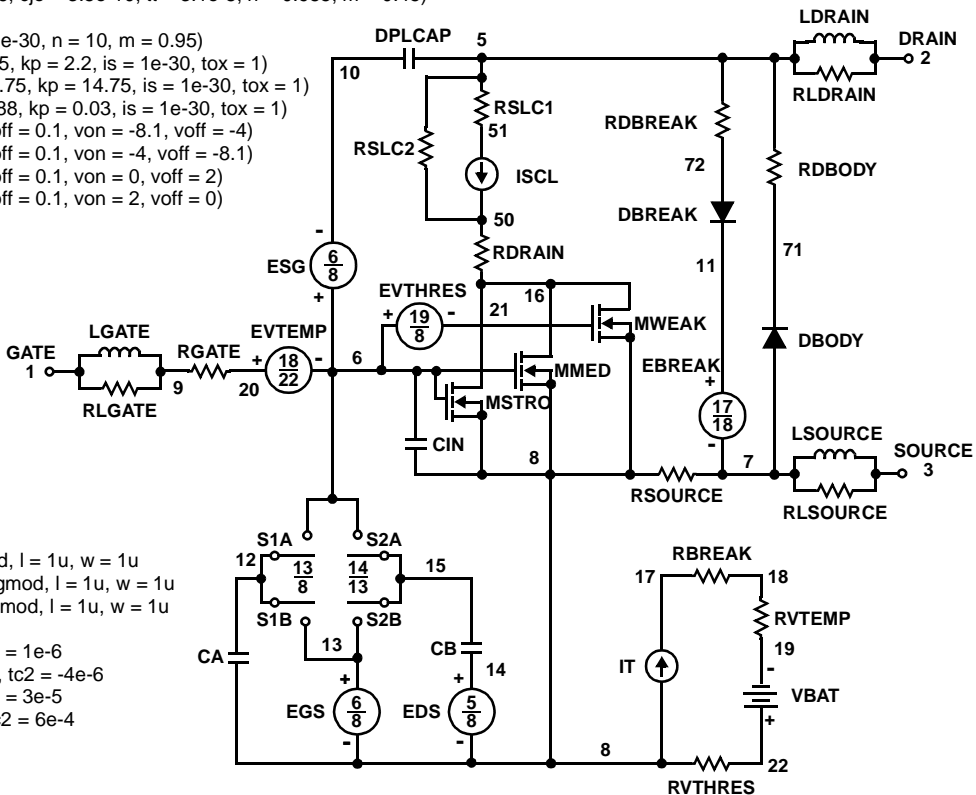 e-30, n = 10, m = 0.95)
5, kp = 2.2, is = 1e-30, tox = 1)
.75, kp = 14.75, is = 1e-30, tox = 1)
38, kp = 0.03, is = 1e-30, tox = 1)
off = 0.1, von = -8.1, voff = -4)
off = 0.1, von = -4, voff = -8.1)
off = 0.1, von = 0, voff = 2)
off = 0.1, von = 2, voff = 0)
DPLCAP
5
10
LDRAIN
DRAIN
2
RLDRAIN
RSLC1
51
RSLC2
ISCL
50
RDRAIN
RDBREAK
72
RDBODY
DBREAK
71
11
ESG
-
6
8
+
EVTHRES
+
19
8
-
21
16
MWEAK
LGATE
EVTEMP
GATE
1
RGATE
+
18
22
-
6
9
20
RLGATE
MMED
MSTRO
DBODY
EBREAK
+
17
18
-
CIN
8
RSOURCE
7
LSOURCE
SOURCE
3
RLSOURCE
S1A
S2A
12
13
8
14
13
15
S1B
S2B
13
CA
CB
14
+
EGS
6
8
-
+
EDS
5
8
-
RBREAK
17
18
RVTEMP
19
IT
-
VBAT
+
8
22
RVTHRES
d, l = 1u, w = 1u
gmod, l = 1u, w = 1u
mod, l = 1u, w = 1u
= 1e-6
, tc2 = -4e-6
= 3e-5
c2 = 6e-4